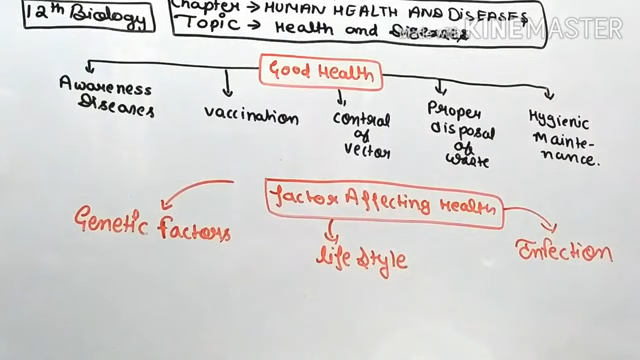 12th Biology
Chapter → HUMAN HEALTH AND DISEASES
Topic → Health and Diseases
KINEMASTER
Good Health
Awareness
Diseases
vaccination
Control
of
vector
Proper
disposal
of
waste
Hygienic
Mainte-
nance.
factor Affecting Health
Genetic factors
life Style
Infection